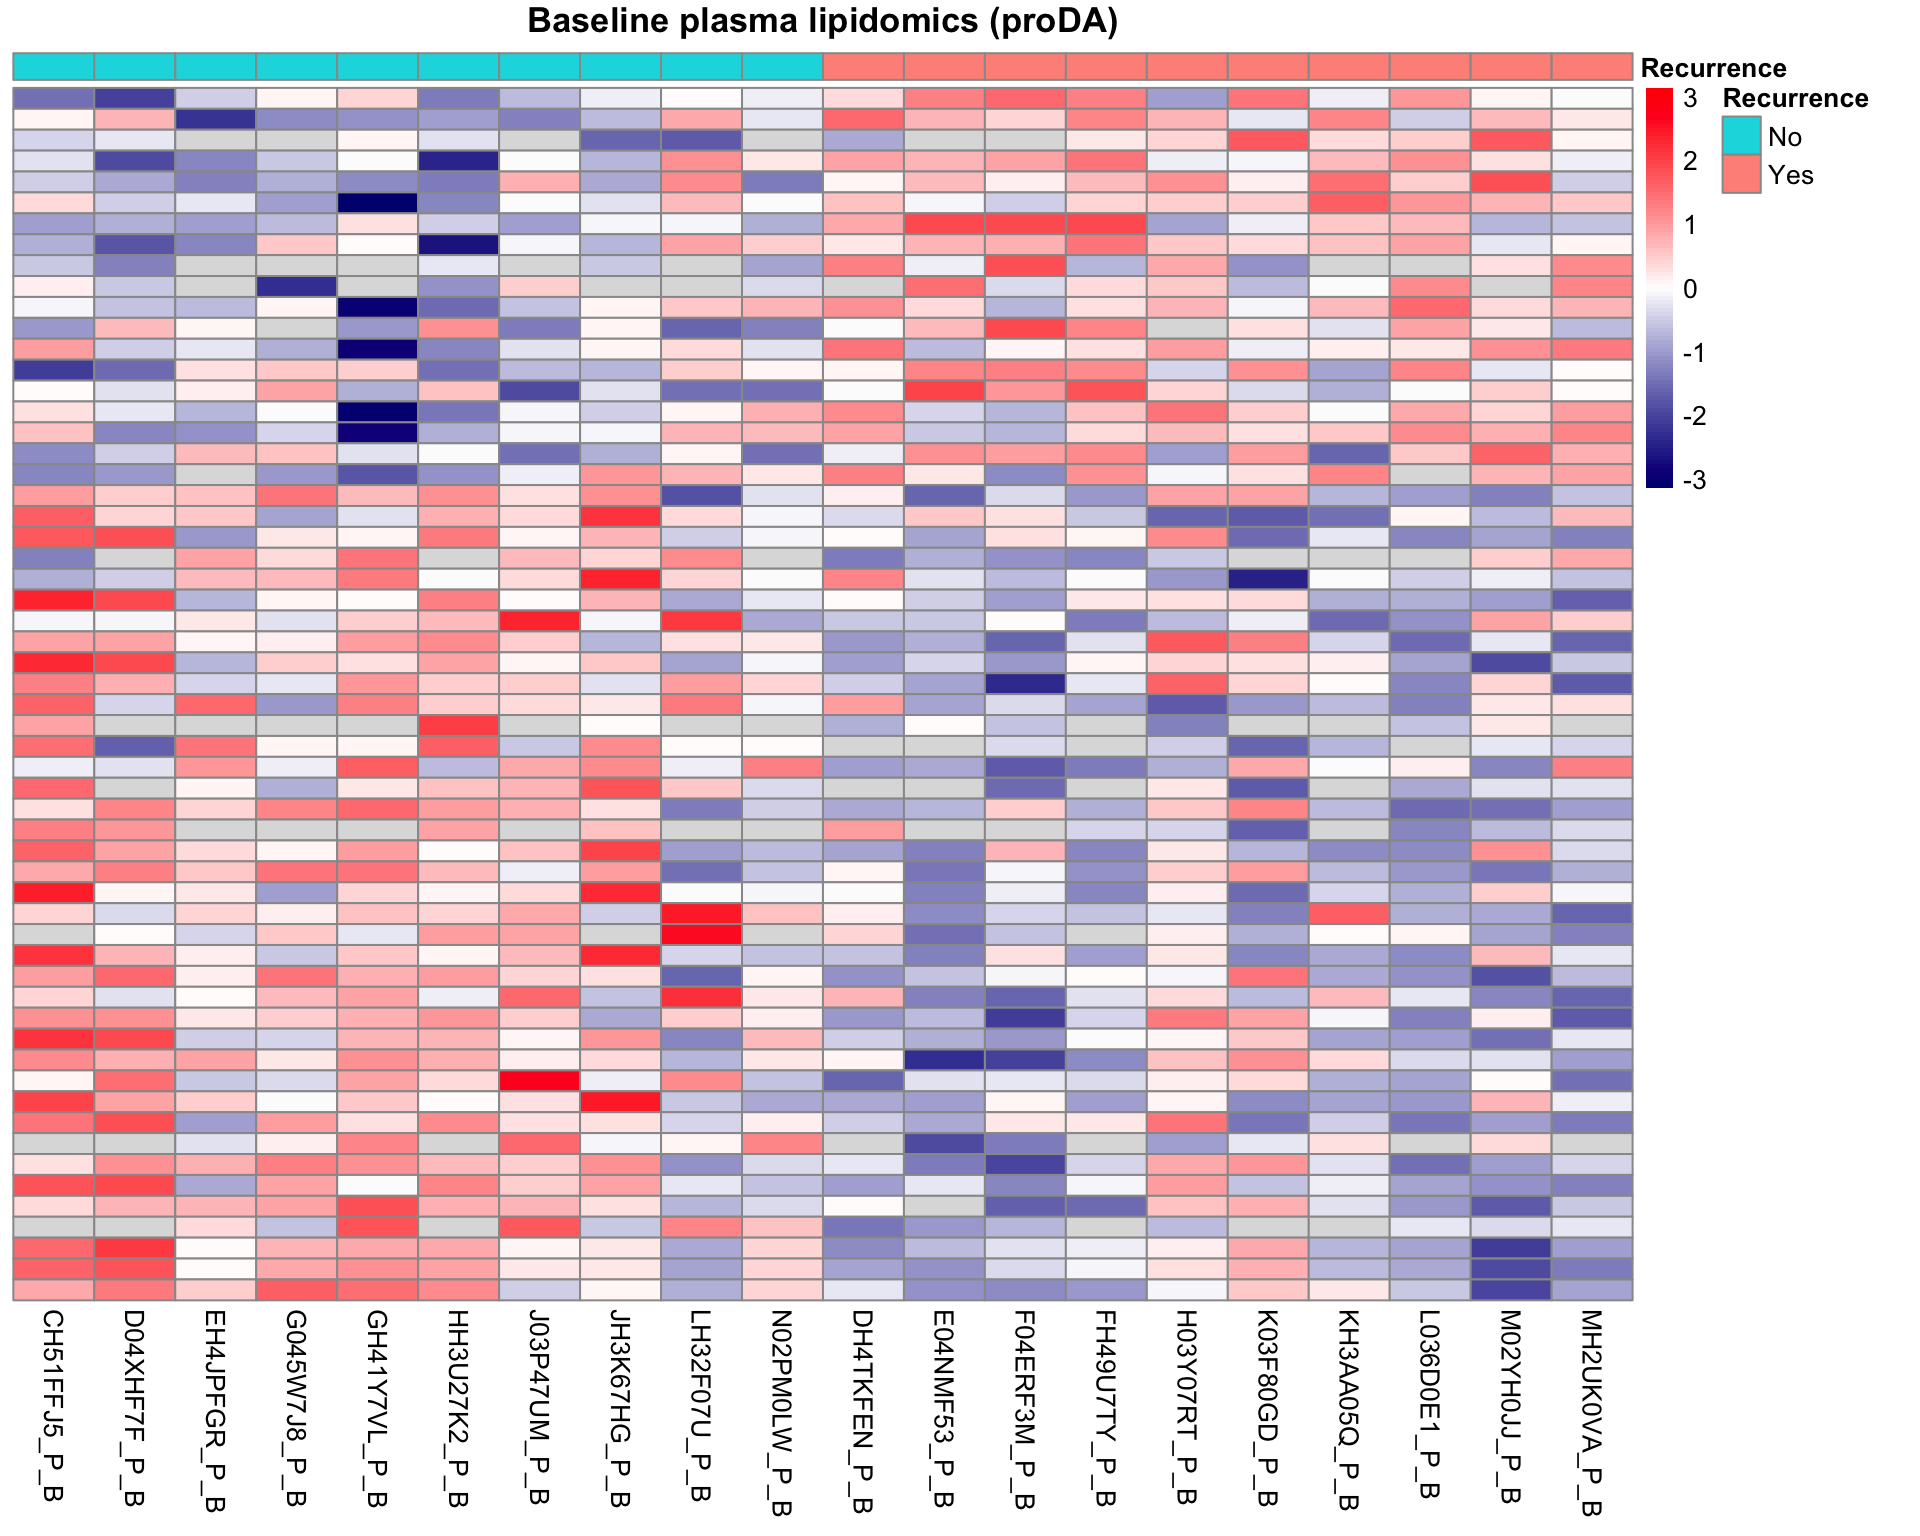 Baseline plasma lipidomics (proDA)
Recurrence
Recurrence
No
Yes
3
2
1
0
-1
-2
-3
CH51FFJ5_P_B
D04XHF7F_P_B
EH4JPFGR_P_B
G045W7J8_P_B
GH41Y7VL_P_B
HH3U27K2_P_B
J03P47UM_P_B
JH3K67HG_P_B
LH32F07U_P_B
N02PM0LW_P_B
DH4TKFEN_P_B
E04NMF53_P_B
F04ERF3M_P_B
FH49U7TY_P_B
H03Y07RT_P_B
K03F80GD_P_B
KH3AA05Q_P_B
L036D0E1_P_B
M02YH0JJ_P_B
MH2UK0VA_P_B